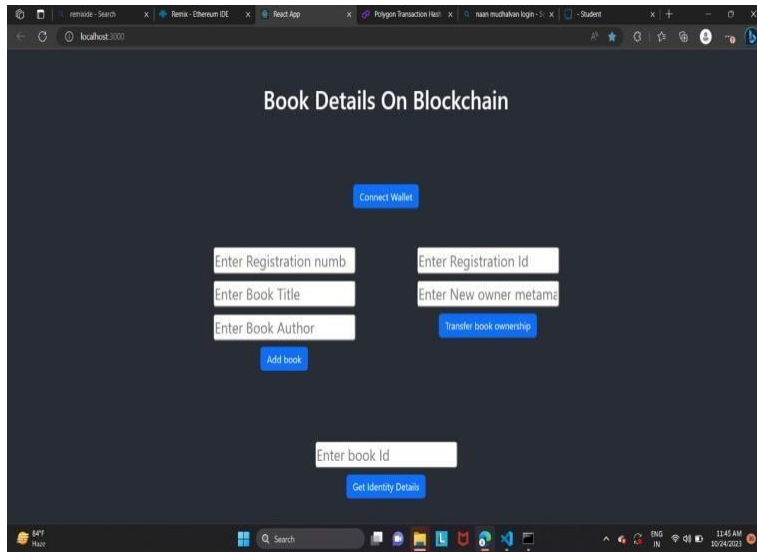 remixide - Search
Remix - Ethereum IDE
React App
Polygon Transaction Hash
naan mudhalvan login - S
- Student
localhost:3000
Book Details On Blockchain
Connect Wallet
Enter Registration numb
Enter Registration Id
Enter Book Title
Enter New owner metama
Enter Book Author
Transfer book ownership
Add book
Enter book Id
Get Identity Details
84°F
Haze
Search
ENG
IN
11:45 AM
10/24/2023